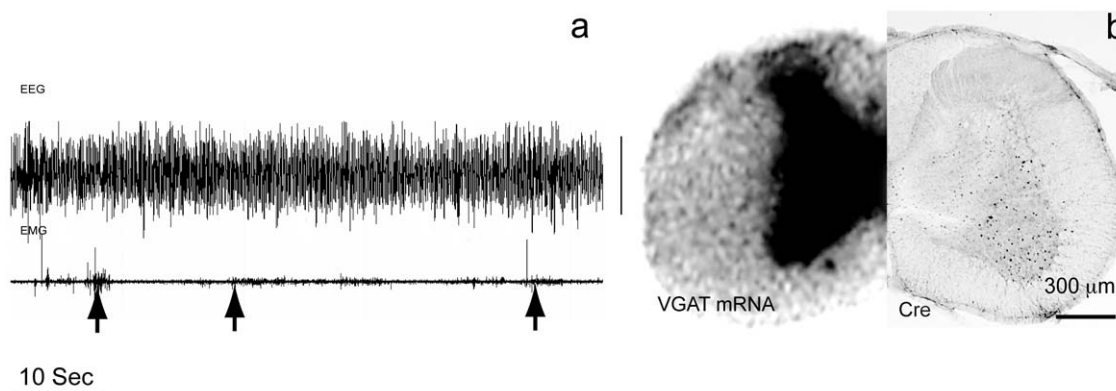 a
EEG
EMG
10 Sec
b
VGAT mRNA
Cre
300 μm